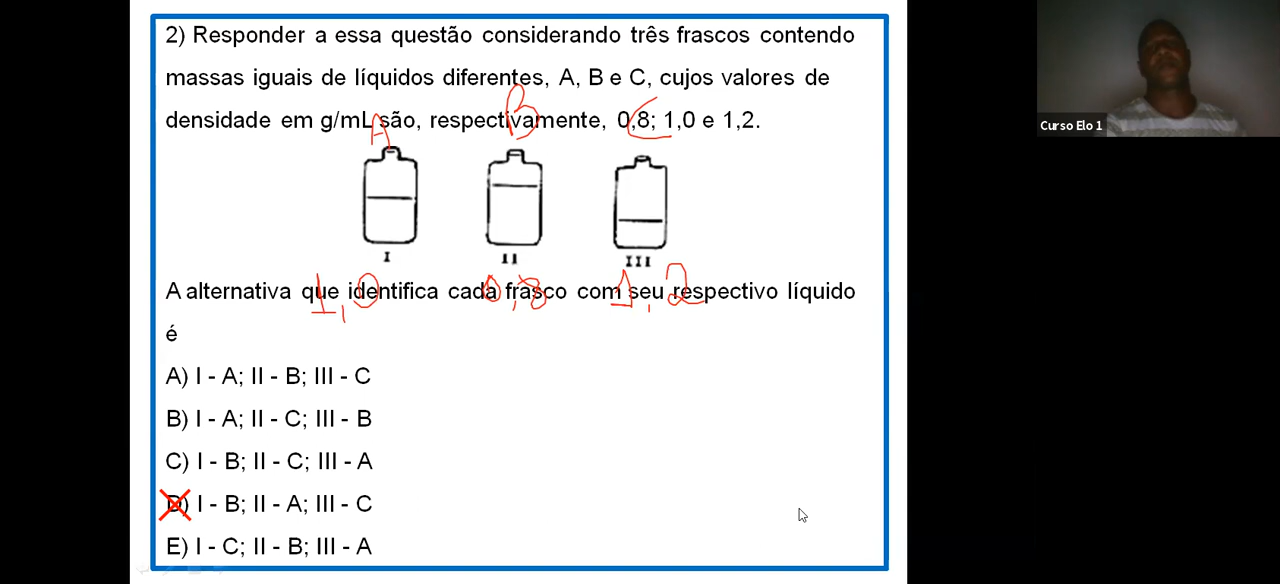 2) Responder a essa questão considerando três frascos contendo
massas iguais de líquidos diferentes, A, B e C, cujos valores de
densidade em g/mL são, respectivamente, 0,8; 1,0 e 1,2.
A B C
I II III
1,0 0,8 1,2
A alternativa que identifica cada frasco com seu respectivo líquido
é
A) I - A; II - B; III - C
B) I - A; II - C; III - B
C) I - B; II - C; III - A
D) I - B; II - A; III - C
E) I - C; II - B; III - A
Curso Elo 1